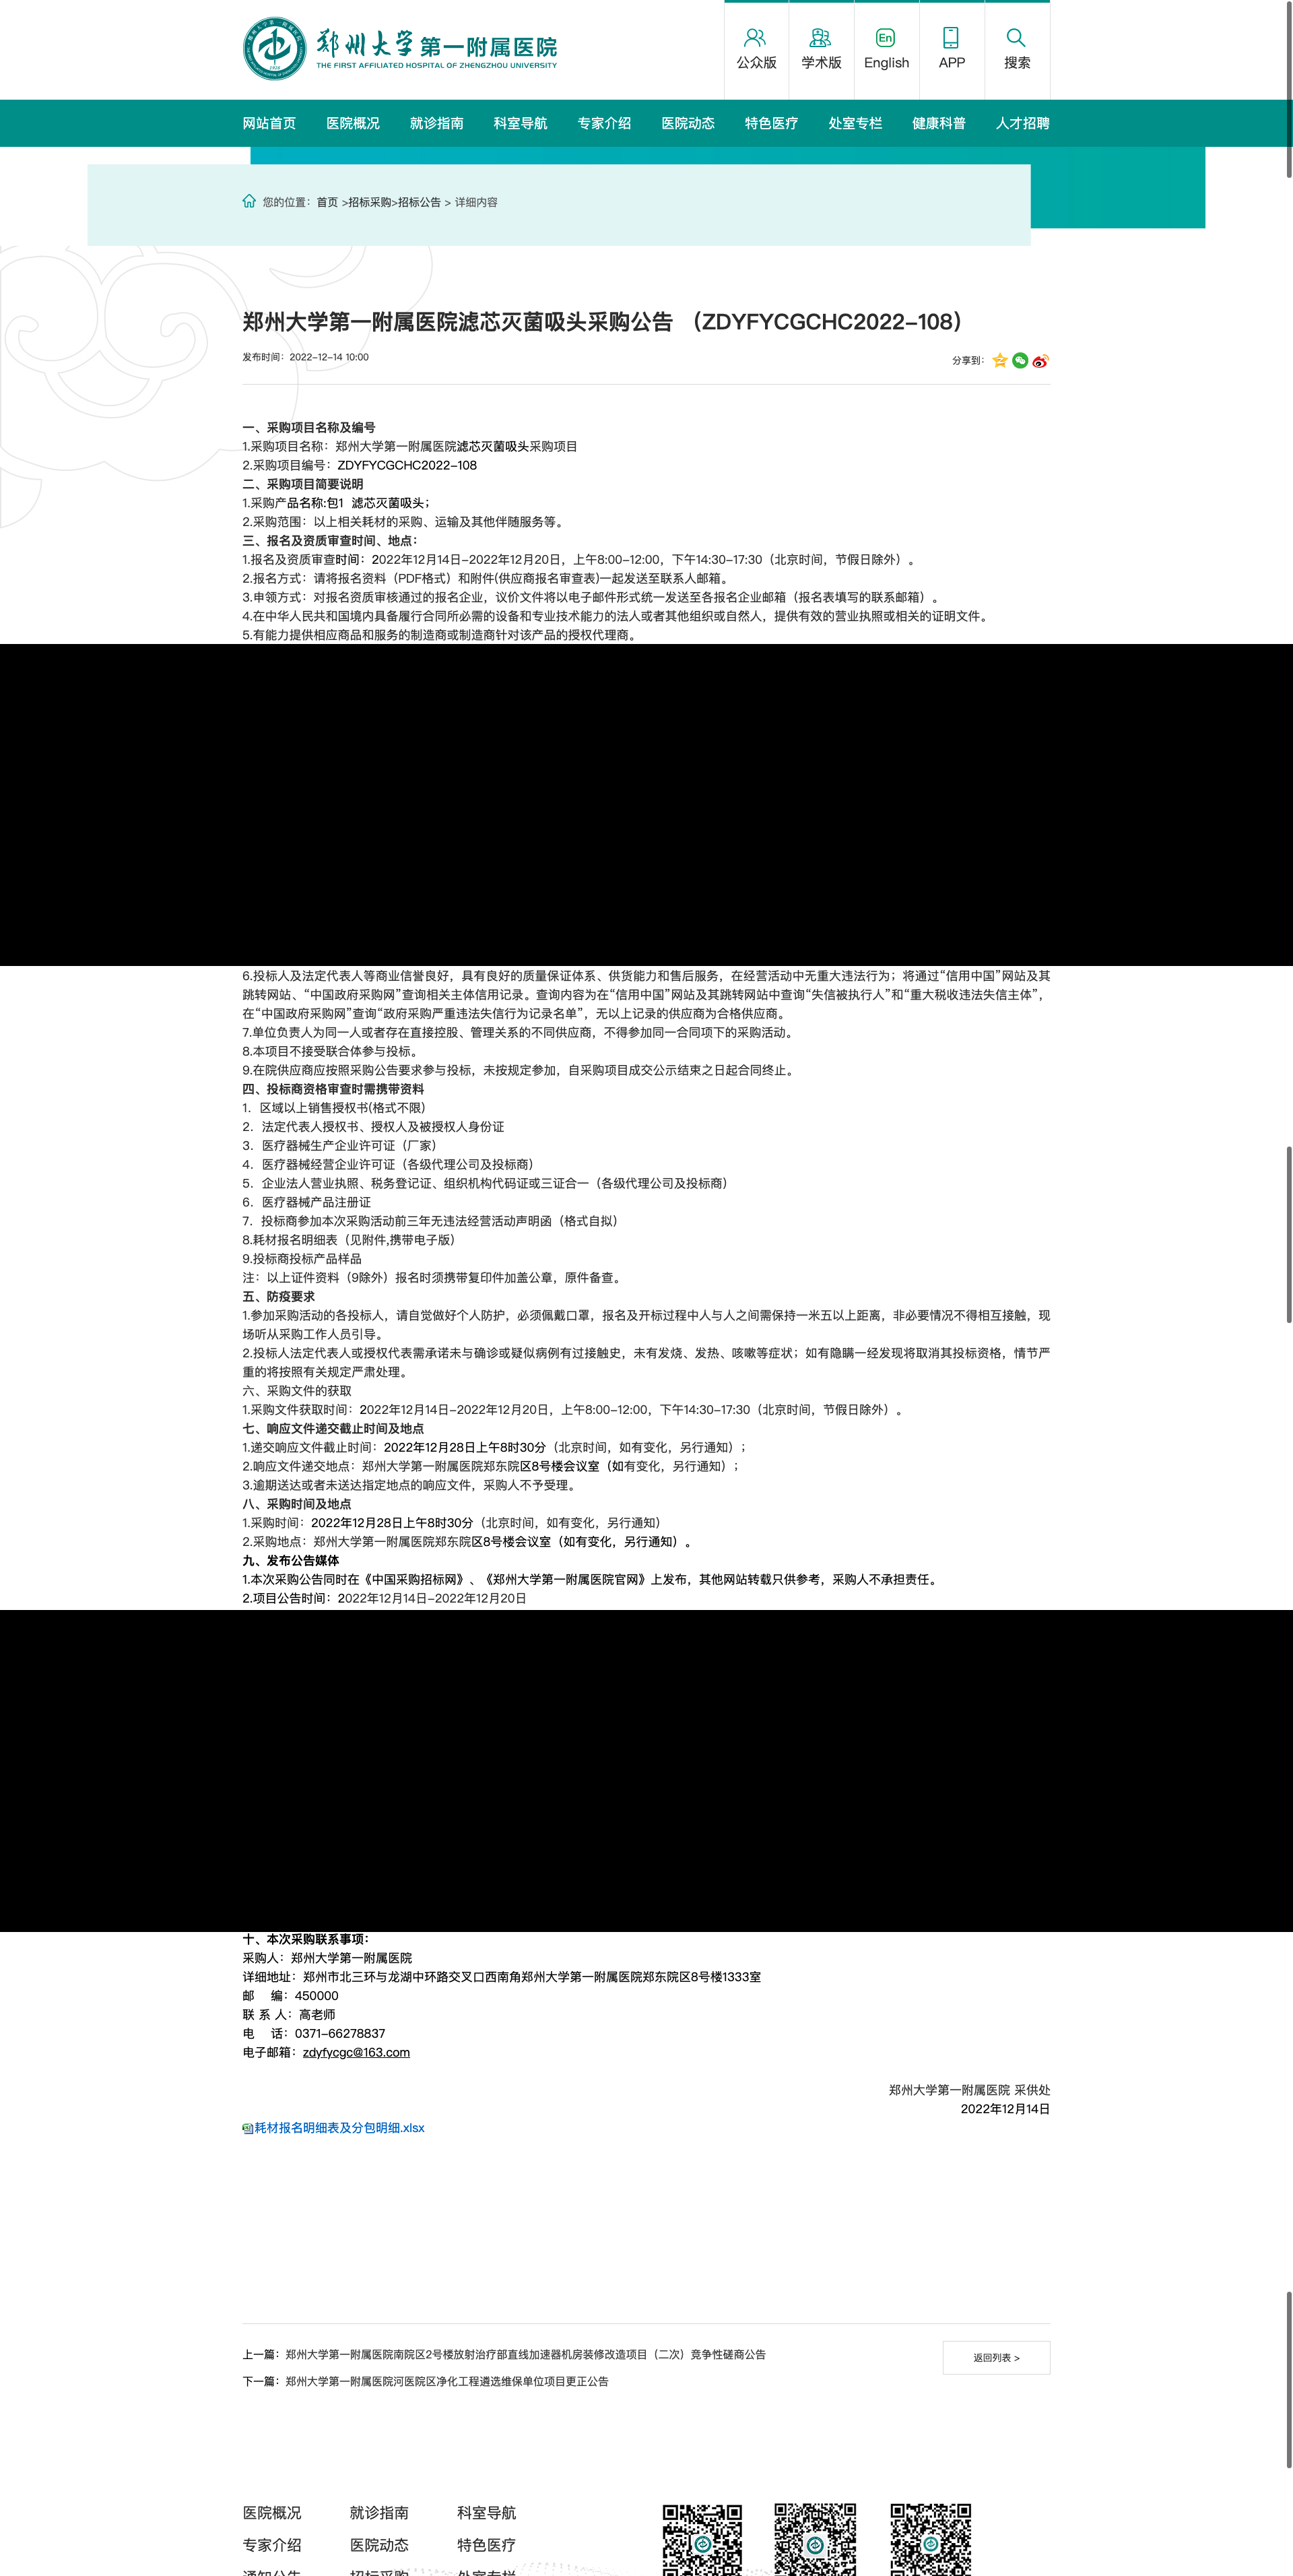 郑州大学第一附属医院
THE FIRST AFFILIATED HOSPITAL OF ZHENGZHOU UNIVERSITY
公众版 学术版 English APP 搜索
网站首页 医院概况 就诊指南 科室导航 专家介绍 医院动态 特色医疗 处室专栏 健康科普 人才招聘
您的位置：首页 >招标采购>招标公告 > 详细内容
郑州大学第一附属医院滤芯灭菌吸头采购公告 （ZDYFYCGCHC2022-108）
发布时间：2022-12-14 10:00
分享到：
一、采购项目名称及编号
1.采购项目名称：郑州大学第一附属医院滤芯灭菌吸头采购项目
2.采购项目编号：ZDYFYCGCHC2022-108
二、采购项目简要说明
1.采购产品名称:包1 滤芯灭菌吸头；
2.采购范围：以上相关耗材的采购、运输及其他伴随服务等。
三、报名及资质审查时间、地点：
1.报名及资质审查时间：2022年12月14日-2022年12月20日，上午8:00-12:00，下午14:30-17:30（北京时间，节假日除外）。
2.报名方式：请将报名资料（PDF格式）和附件(供应商报名审查表)一起发送至联系人邮箱。
3.申领方式：对报名资质审核通过的报名企业，议价文件将以电子邮件形式统一发送至各报名企业邮箱（报名表填写的联系邮箱）。
4.在中华人民共和国境内具备履行合同所必需的设备和专业技术能力的法人或者其他组织或自然人，提供有效的营业执照或相关的证明文件。
5.有能力提供相应商品和服务的制造商或制造商针对该产品的授权代理商。
6.投标人及法定代表人等商业信誉良好，具有良好的质量保证体系、供货能力和售后服务，在经营活动中无重大违法行为；将通过“信用中国”网站及其
跳转网站、“中国政府采购网”查询相关主体信用记录。查询内容为在“信用中国”网站及其跳转网站中查询“失信被执行人”和“重大税收违法失信主体”，
在“中国政府采购网”查询“政府采购严重违法失信行为记录名单”，无以上记录的供应商为合格供应商。
7.单位负责人为同一人或者存在直接控股、管理关系的不同供应商，不得参加同一合同项下的采购活动。
8.本项目不接受联合体参与投标。
9.在院供应商应按照采购公告要求参与投标，未按规定参加，自采购项目成交公示结束之日起合同终止。
四、投标商资格审查时需携带资料
1. 区域以上销售授权书(格式不限)
2. 法定代表人授权书、授权人及被授权人身份证
3. 医疗器械生产企业许可证（厂家）
4. 医疗器械经营企业许可证（各级代理公司及投标商）
5. 企业法人营业执照、税务登记证、组织机构代码证或三证合一（各级代理公司及投标商）
6. 医疗器械产品注册证
7. 投标商参加本次采购活动前三年无违法经营活动声明函（格式自拟）
8.耗材报名明细表（见附件,携带电子版）
9.投标商投标产品样品
注：以上证件资料（9除外）报名时须携带复印件加盖公章，原件备查。
五、防疫要求
1.参加采购活动的各投标人，请自觉做好个人防护，必须佩戴口罩，报名及开标过程中人与人之间需保持一米五以上距离，非必要情况不得相互接触，现
场听从采购工作人员引导。
2.投标人法定代表人或授权代表需承诺未与确诊或疑似病例有过接触史，未有发烧、发热、咳嗽等症状；如有隐瞒一经发现将取消其投标资格，情节严
重的将按照有关规定严肃处理。
六、采购文件的获取
1.采购文件获取时间：2022年12月14日-2022年12月20日，上午8:00-12:00，下午14:30-17:30（北京时间，节假日除外）。
七、响应文件递交截止时间及地点
1.递交响应文件截止时间：2022年12月28日上午8时30分（北京时间，如有变化，另行通知）；
2.响应文件递交地点：郑州大学第一附属医院郑东院区8号楼会议室（如有变化，另行通知）；
3.逾期送达或者未送达指定地点的响应文件，采购人不予受理。
八、采购时间及地点
1.采购时间：2022年12月28日上午8时30分（北京时间，如有变化，另行通知）
2.采购地点：郑州大学第一附属医院郑东院区8号楼会议室（如有变化，另行通知）。
九、发布公告媒体
1.本次采购公告同时在《中国采购招标网》、《郑州大学第一附属医院官网》上发布，其他网站转载只供参考，采购人不承担责任。
2.项目公告时间：2022年12月14日-2022年12月20日
十、本次采购联系事项：
采购人：郑州大学第一附属医院
详细地址：郑州市北三环与龙湖中环路交叉口西南角郑州大学第一附属医院郑东院区8号楼1333室
邮 编：450000
联 系 人：高老师
电 话：0371-66278837
电子邮箱：zdyfycgc@163.com
郑州大学第一附属医院 采供处
2022年12月14日
耗材报名明细表及分包明细.xlsx
上一篇：郑州大学第一附属医院南院区2号楼放射治疗部直线加速器机房装修改造项目（二次）竞争性磋商公告
返回列表 >
下一篇：郑州大学第一附属医院河医院区净化工程遴选维保单位项目更正公告
医院概况 就诊指南 科室导航
专家介绍 医院动态 特色医疗
通知公告 招标采购 处室专栏